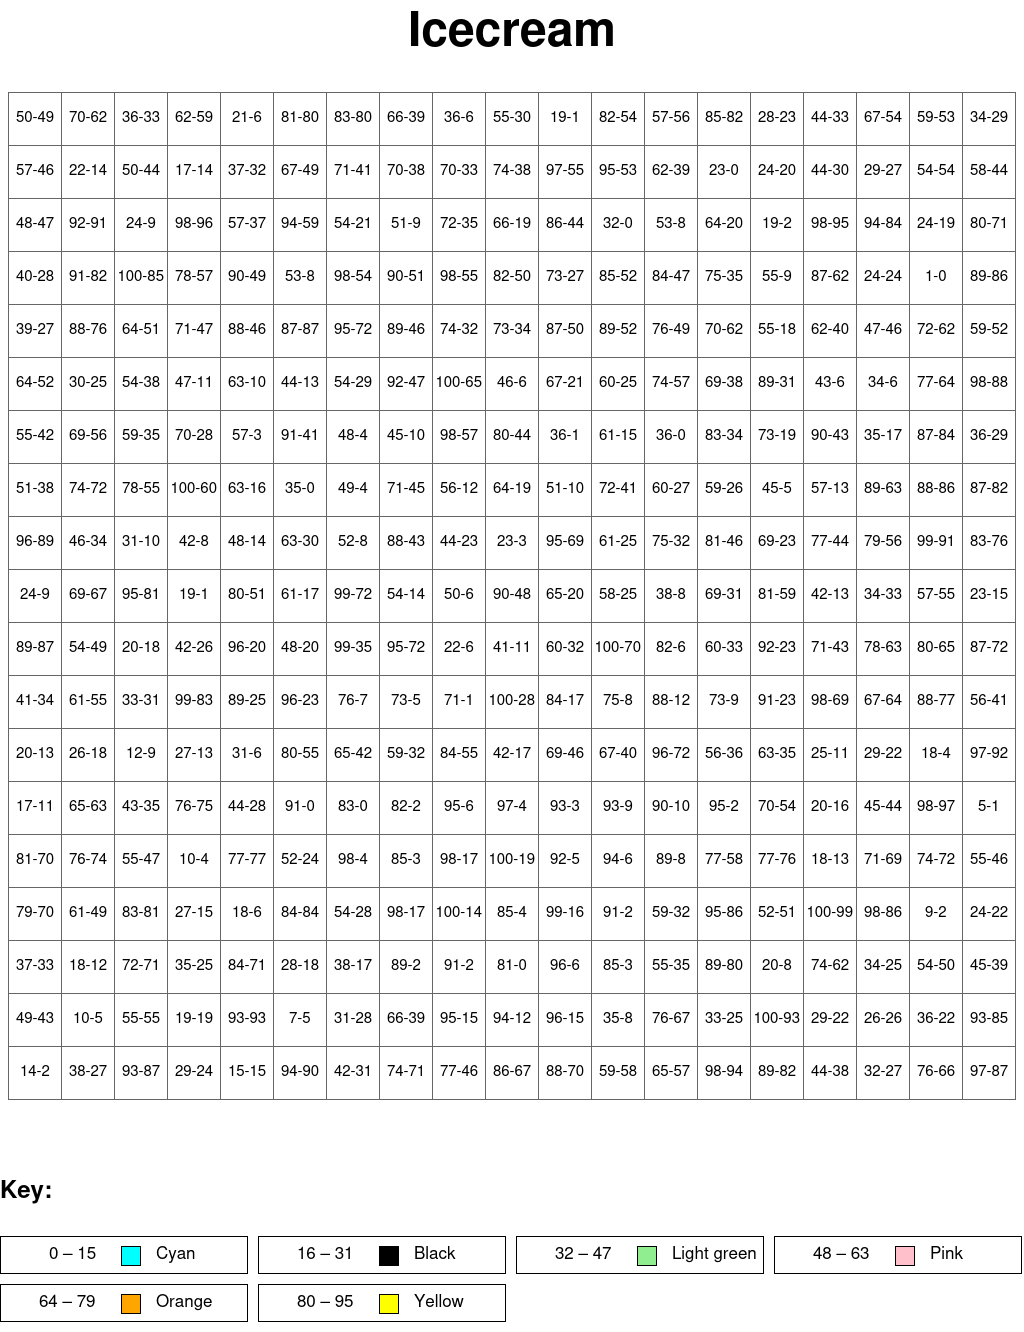 Icecream
50-49 70-62 36-33 62-59 21-6 81-80 83-80 66-39 36-6 55-30 19-1 82-54 57-56 85-82 28-23 44-33 67-54 59-53 34-29
57-46 22-14 50-44 17-14 37-32 67-49 71-41 70-38 70-33 74-38 97-55 95-53 62-39 23-0 24-20 44-30 29-27 54-54 58-44
48-47 92-91 24-9 98-96 57-37 94-59 54-21 51-9 72-35 66-19 86-44 32-0 53-8 64-20 19-2 98-95 94-84 24-19 80-71
40-28 91-82 100-85 78-57 90-49 53-8 98-54 90-51 98-55 82-50 73-27 85-52 84-47 75-35 55-9 87-62 24-24 1-0 89-86
39-27 88-76 64-51 71-47 88-46 87-87 95-72 89-46 74-32 73-34 87-50 89-52 76-49 70-62 55-18 62-40 47-46 72-62 59-52
64-52 30-25 54-38 47-11 63-10 44-13 54-29 92-47 100-65 46-6 67-21 60-25 74-57 69-38 89-31 43-6 34-6 77-64 98-88
55-42 69-56 59-35 70-28 57-3 91-41 48-4 45-10 98-57 80-44 36-1 61-15 36-0 83-34 73-19 90-43 35-17 87-84 36-29
51-38 74-72 78-55 100-60 63-16 35-0 49-4 71-45 56-12 64-19 51-10 72-41 60-27 59-26 45-5 57-13 89-63 88-86 87-82
96-89 46-34 31-10 42-8 48-14 63-30 52-8 88-43 44-23 23-3 95-69 61-25 75-32 81-46 69-23 77-44 79-56 99-91 83-76
24-9 69-67 95-81 19-1 80-51 61-17 99-72 54-14 50-6 90-48 65-20 58-25 38-8 69-31 81-59 42-13 34-33 57-55 23-15
89-87 54-49 20-18 42-26 96-20 48-20 99-35 95-72 22-6 41-11 60-32 100-70 82-6 60-33 92-23 71-43 78-63 80-65 87-72
41-34 61-55 33-31 99-83 89-25 96-23 76-7 73-5 71-1 100-28 84-17 75-8 88-12 73-9 91-23 98-69 67-64 88-77 56-41
20-13 26-18 12-9 27-13 31-6 80-55 65-42 59-32 84-55 42-17 69-46 67-40 96-72 56-36 63-35 25-11 29-22 18-4 97-92
17-11 65-63 43-35 76-75 44-28 91-0 83-0 82-2 95-6 97-4 93-3 93-9 90-10 95-2 70-54 20-16 45-44 98-97 5-1
81-70 76-74 55-47 10-4 77-77 52-24 98-4 85-3 98-17 100-19 92-5 94-6 89-8 77-58 77-76 18-13 71-69 74-72 55-46
79-70 61-49 83-81 27-15 18-6 84-84 54-28 98-17 100-14 85-4 99-16 91-2 59-32 95-86 52-51 100-99 98-86 9-2 24-22
37-33 18-12 72-71 35-25 84-71 28-18 38-17 89-2 91-2 81-0 96-6 85-3 55-35 89-80 20-8 74-62 34-25 54-50 45-39
49-43 10-5 55-55 19-19 93-93 7-5 31-28 66-39 95-15 94-12 96-15 35-8 76-67 33-25 100-93 29-22 26-26 36-22 93-85
14-2 38-27 93-87 29-24 15-15 94-90 42-31 74-71 77-46 86-67 88-70 59-58 65-57 98-94 89-82 44-38 32-27 76-66 97-87
Key:
0 – 15 Cyan 16 – 31 Black 32 – 47 Light green 48 – 63 Pink
64 – 79 Orange 80 – 95 Yellow